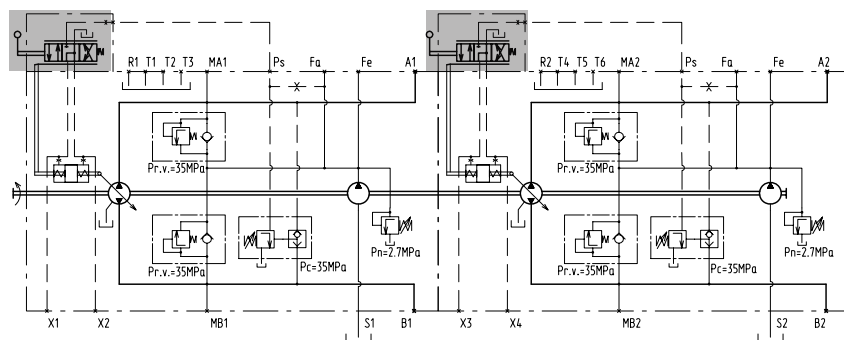 R1 T1 T2 T3 MA1 Ps Fa Fe A1 R2 T4 T5 T6 MA2 Ps Fa Fe A2
Pr.v.=35MPa Pr.v.=35MPa
Pn=2.7MPa Pn=2.7MPa
Pr.v.=35MPa Pc=35MPa Pr.v.=35MPa Pc=35MPa
X1 X2 MB1 S1 B1 X3 X4 MB2 S2 B2